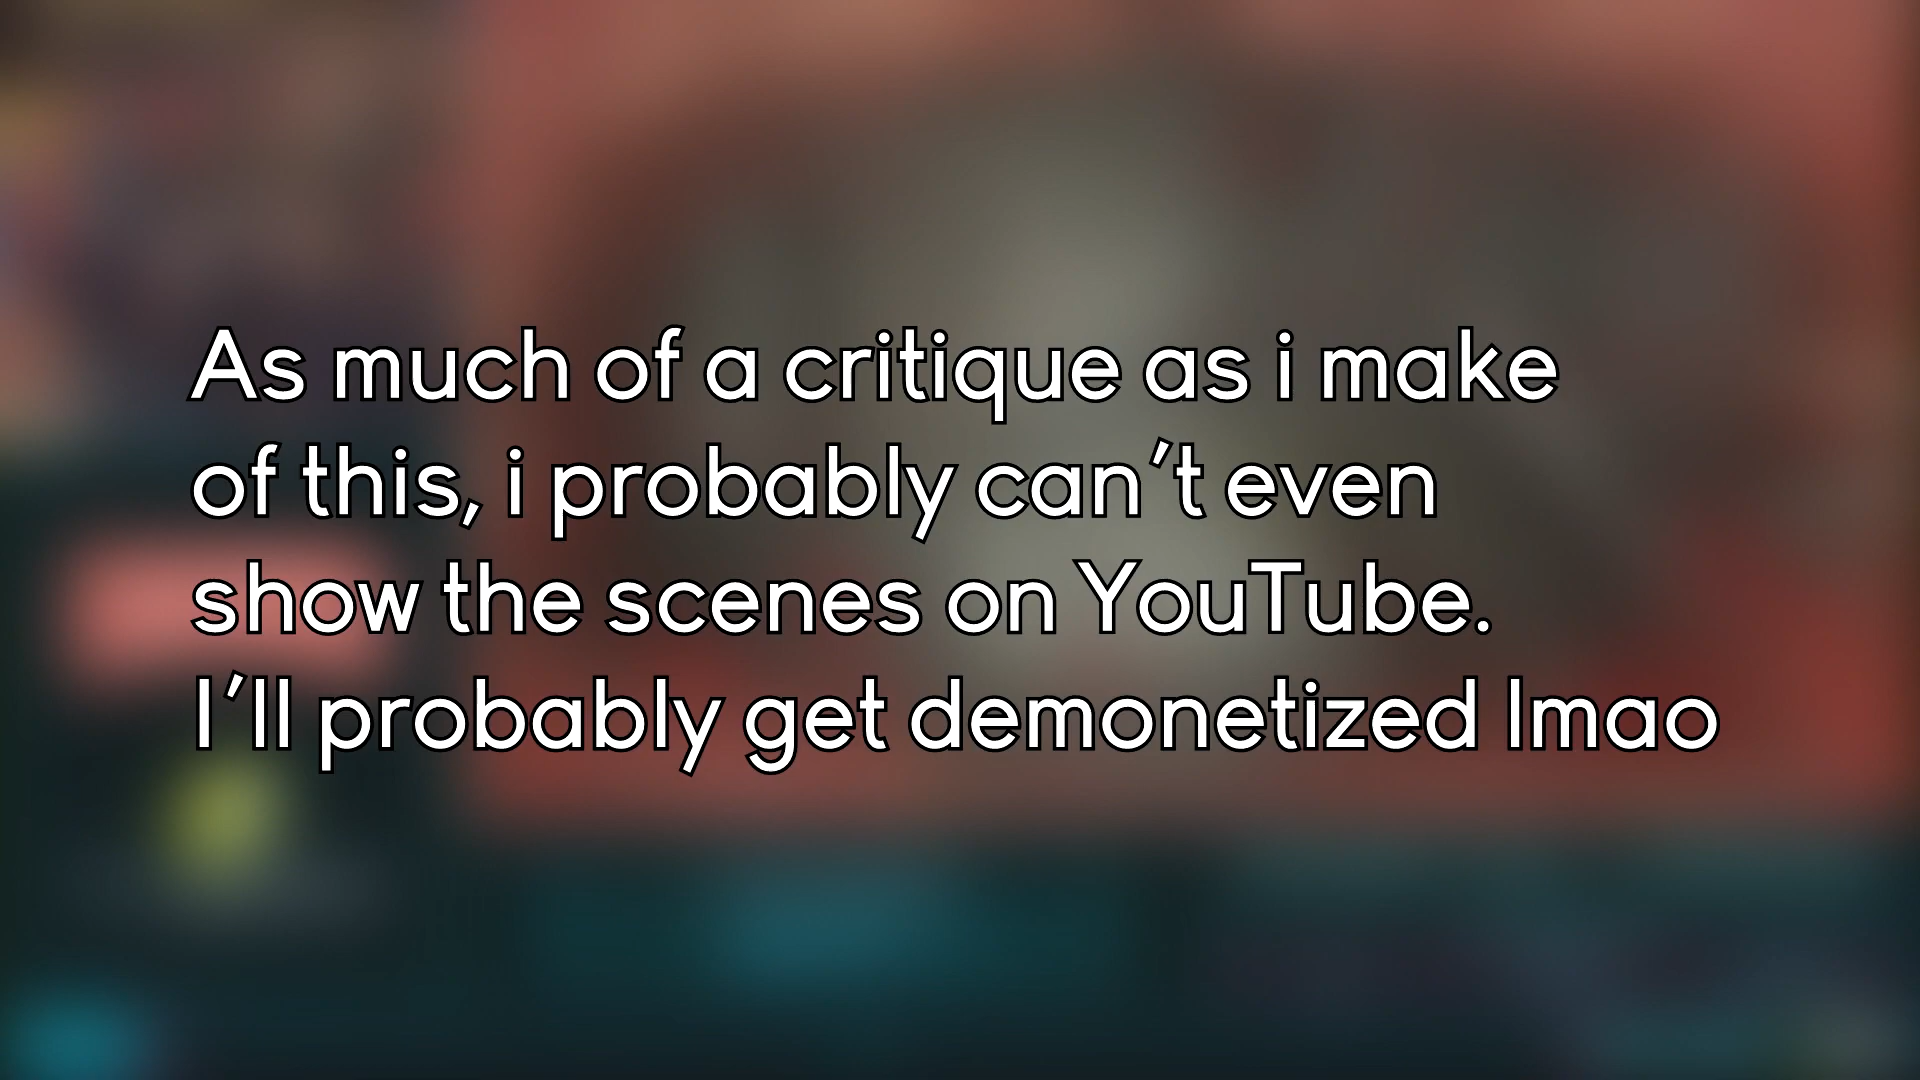 As much of a critique as i make
of this, i probably can't even
show the scenes on YouTube.
I'll probably get demonetized lmao